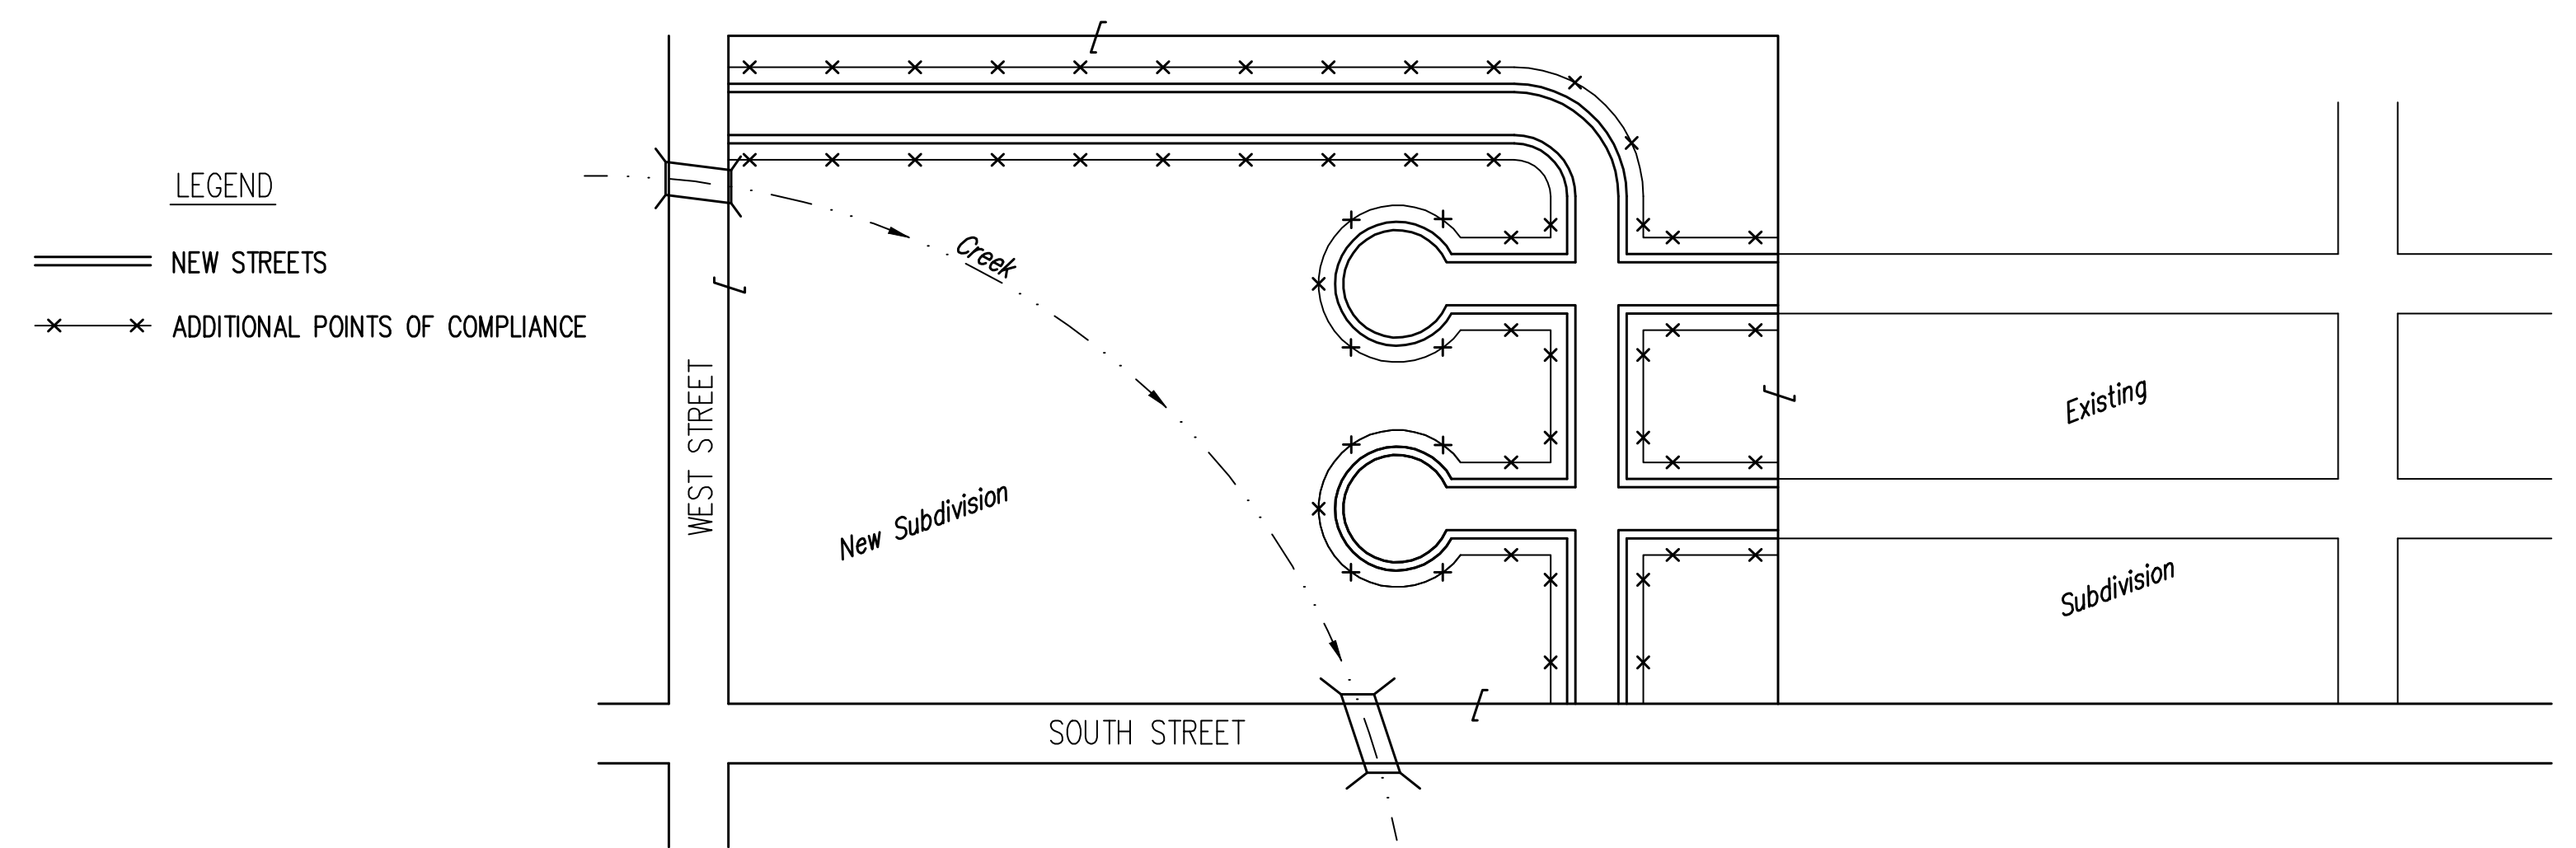 LEGEND
NEW STREETS
ADDITIONAL POINTS OF COMPLIANCE
Creek
WEST STREET
New Subdivision
Existing
Subdivision
SOUTH STREET